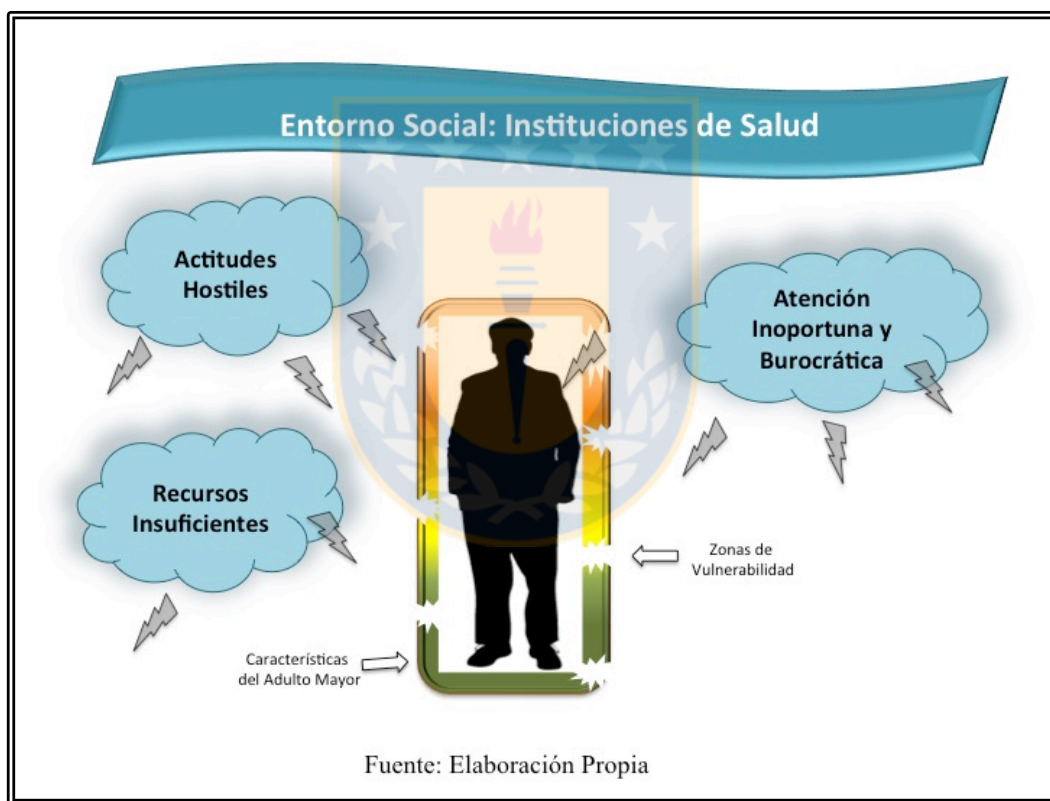 Entorno Social: Instituciones de Salud
Actitudes
Hostiles
Atención
Inoportuna y
Burocrática
Recursos
Insuficientes
Zonas de
Vulnerabilidad
Características
del Adulto Mayor
Fuente: Elaboración Propia